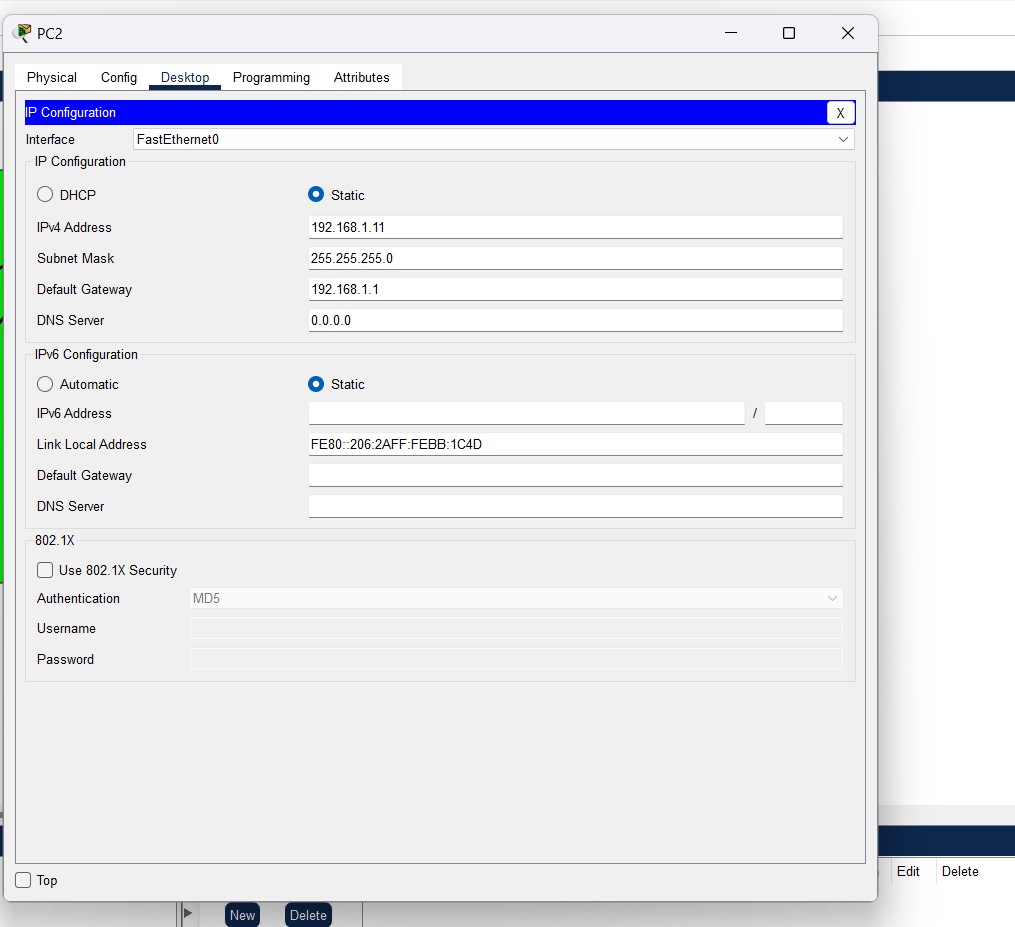 PC2
Physical Config Desktop Programming Attributes
IP Configuration X
Interface FastEthernet0
IP Configuration
DHCP Static
IPv4 Address 192.168.1.11
Subnet Mask 255.255.255.0
Default Gateway 192.168.1.1
DNS Server 0.0.0.0
IPv6 Configuration
Automatic Static
IPv6 Address /
Link Local Address FE80::206:2AFF:FEBB:1C4D
Default Gateway
DNS Server
802.1X
Use 802.1X Security
Authentication MD5
Username
Password
Top
Edit Delete
New Delete